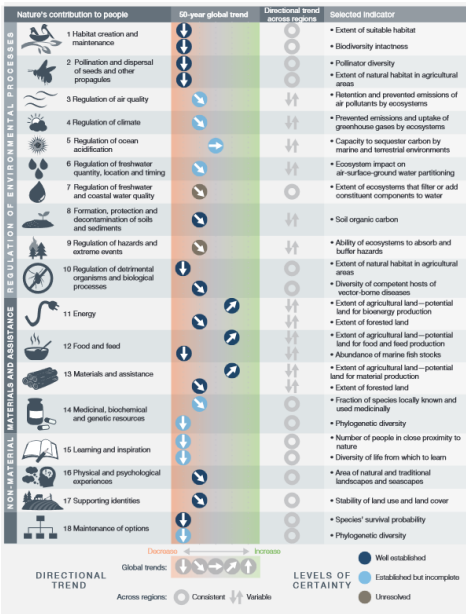 Nature's contribution to people
50-year global trend
Directional trend
across regions
Selected indicator
REGULATION OF ENVIRONMENTAL PROCESSES
1 Habitat creation and
maintenance
• Extent of suitable habitat
• Biodiversity intactness
2 Pollination and dispersal
of seeds and other
propagules
• Pollinator diversity
• Extent of natural habitat in agricultural
areas
3 Regulation of air quality
• Retention and prevented emissions of
air pollutants by ecosystems
4 Regulation of climate
• Prevented emissions and uptake of
greenhouse gases by ecosystems
5 Regulation of ocean
acidification
• Capacity to sequester carbon by
marine and terrestrial environments
6 Regulation of freshwater
quantity, location and timing
• Ecosystem impact on
air-surface-ground water partitioning
7 Regulation of freshwater
and coastal water quality
• Extent of ecosystems that filter or add
constituent components to water
8 Formation, protection and
decontamination of soils
and sediments
• Soil organic carbon
9 Regulation of hazards and
extreme events
• Ability of ecosystems to absorb and
buffer hazards
10 Regulation of detrimental
organisms and biological
processes
• Extent of natural habitat in agricultural
areas
• Diversity of competent hosts of
vector-borne diseases
MATERIALS AND ASSISTANCE
11 Energy
• Extent of agricultural land—potential
land for bioenergy production
• Extent of forested land
12 Food and feed
• Extent of agricultural land—potential
land for food and feed production
• Abundance of marine fish stocks
13 Materials and assistance
• Extent of agricultural land—potential
land for material production
• Extent of forested land
14 Medicinal, biochemical
and genetic resources
• Fraction of species locally known and
used medicinally
• Phylogenetic diversity
NON-MATERIAL
15 Learning and inspiration
• Number of people in close proximity to
nature
• Diversity of life from which to learn
16 Physical and psychological
experiences
• Area of natural and traditional
landscapes and seascapes
17 Supporting identities
• Stability of land use and land cover
18 Maintenance of options
• Species' survival probability
• Phylogenetic diversity
Decrease
Increase
DIRECTIONAL
TREND
Global trends:
Across regions:
Consistent
Variable
LEVELS OF
CERTAINTY
Well established
Established but incomplete
Unresolved